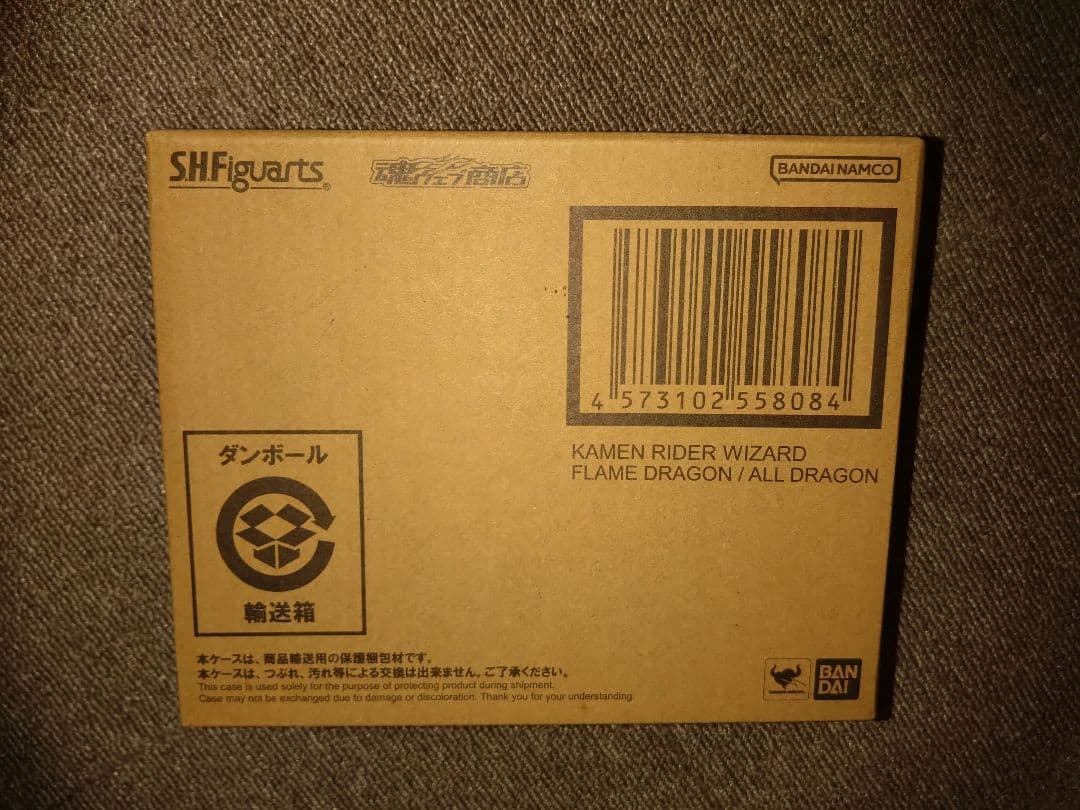 S.H.Figuarts®
魂ウェブ商店
BANDAI NAMCO
4 573102 558084
KAMEN RIDER WIZARD
FLAME DRAGON / ALL DRAGON
ダンボール
輸送箱
本ケースは、商品輸送用の保護梱包材です。
本ケースは、つぶれ、汚れ等による交換は出来ません。ご了承ください。
This case is used solely for the purpose of protecting product during shipment.
Case may not be exchanged due to damage or discoloration. Thank you for your understanding.
BAN
DAI